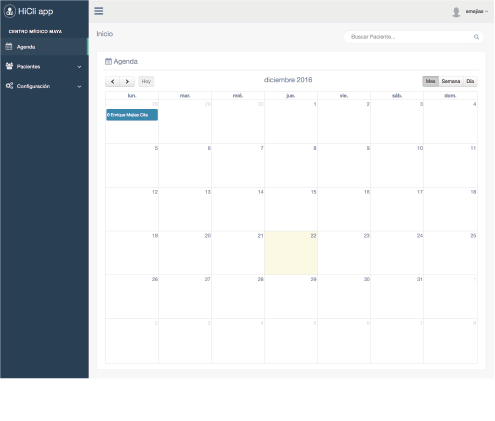 HiCli app
emejias
CENTRO MÉDICO MAYA
Agenda
Pacientes
Configuración
Inicio
Buscar Paciente...
Agenda
Hoy
diciembre 2016
Mes Semana Día
lun. mar. mié. jue. vie. sáb. dom.
28 29 30 1 2 3 4
6 Enrique Mejias Cita
5 6 7 8 9 10 11
12 13 14 15 16 17 18
19 20 21 22 23 24 25
26 27 28 29 30 31 1
2 3 4 5 6 7 8